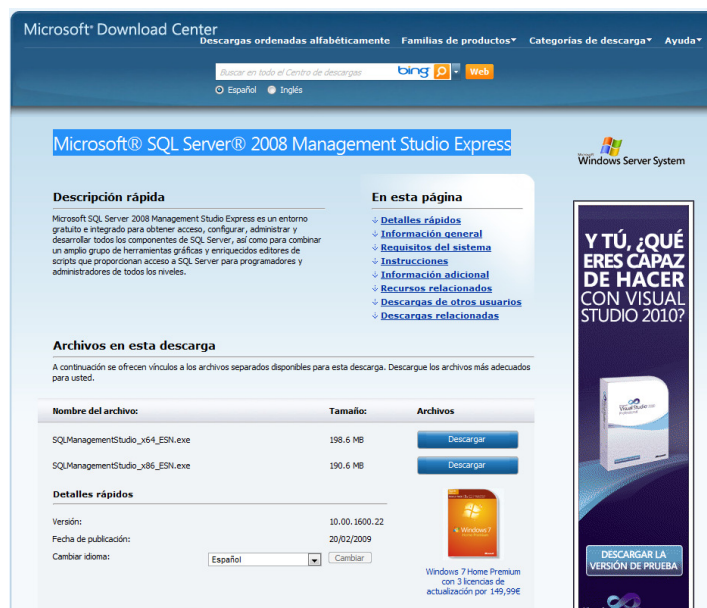 Microsoft® Download Center
Descargas ordenadas alfabéticamente Familias de productos Categorías de descarga Ayuda
Buscar en todo el Centro de descargas bing Web
Español Inglés
Microsoft® SQL Server® 2008 Management Studio Express
Descripción rápida
Microsoft SQL Server 2008 Management Studio Express es un entorno
gratuito e integrado para obtener acceso, configurar, administrar y
desarrollar todos los componentes de SQL Server, así como para combinar
un amplio grupo de herramientas gráficas y enriquecidos editores de
scripts que proporcionan acceso a SQL Server para programadores y
administradores de todos los niveles.
En esta página
Detalles rápidos
Información general
Requisitos del sistema
Instrucciones
Información adicional
Recursos relacionados
Descargas de otros usuarios
Descargas relacionadas
Archivos en esta descarga
A continuación se ofrecen vínculos a los archivos separados disponibles para esta descarga. Descargue los archivos más adecuados
para usted.
Nombre del archivo: Tamaño: Archivos
SQLManagementStudio_x64_ESN.exe 198.6 MB Descargar
SQLManagementStudio_x86_ESN.exe 190.6 MB Descargar
Detalles rápidos
Versión: 10.00.1600.22
Fecha de publicación: 20/02/2009
Cambiar idioma: Español Cambiar
Windows 7
Home Premium
Windows 7 Home Premium
con 3 licencias de
actualización por 149,99€
Windows Server System
Y TÚ, ¿QUÉ
ERES CAPAZ
DE HACER
CON VISUAL
STUDIO 2010?
Visual Studio
DESCARGAR LA
VERSIÓN DE PRUEBA